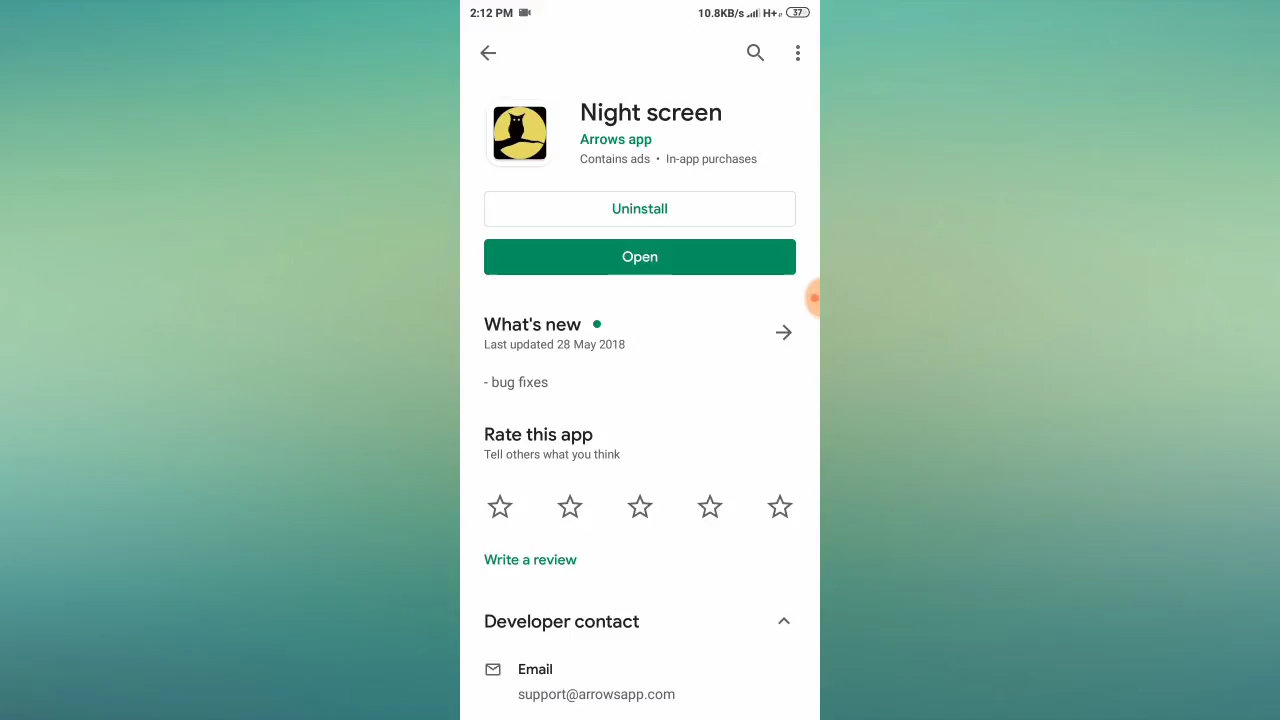 2:12 PM 10.8KB/s H+ 37
Night screen
Arrows app
Contains ads • In-app purchases
Uninstall
Open
What's new
Last updated 28 May 2018
- bug fixes
Rate this app
Tell others what you think
Write a review
Developer contact
Email
support@arrowsapp.com